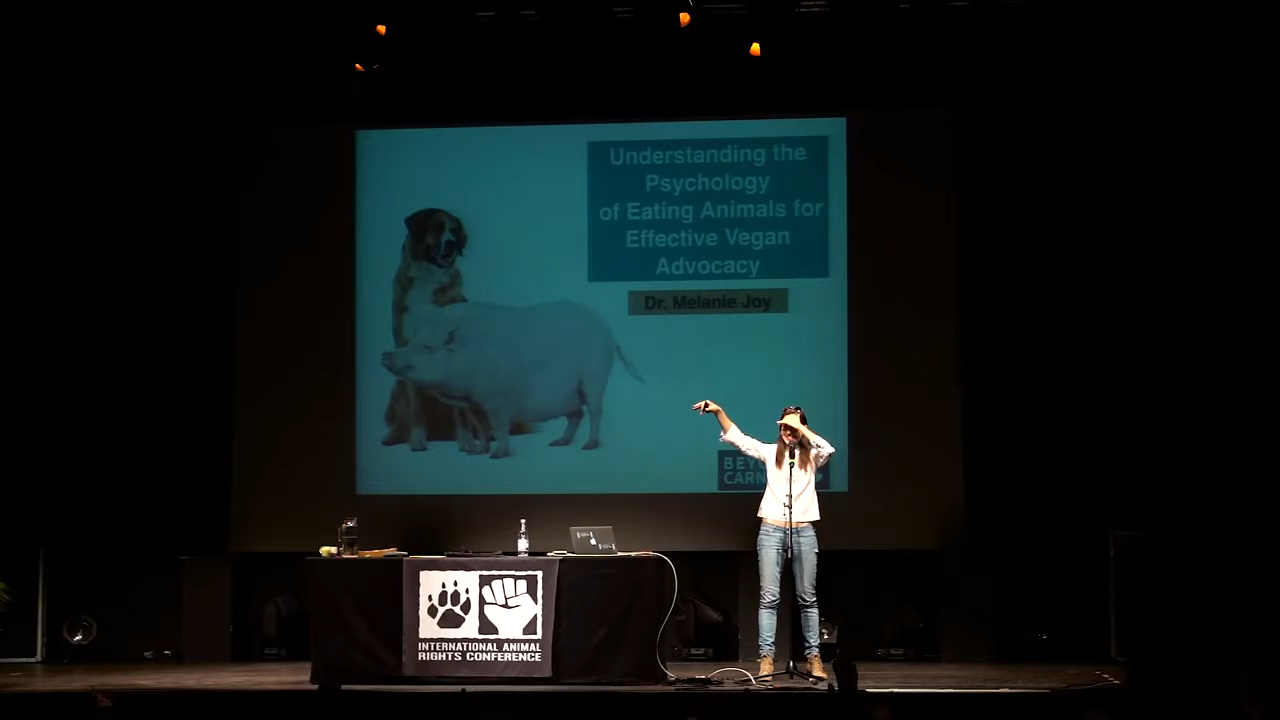 Understanding the
Psychology
of Eating Animals for
Effective Vegan
Advocacy
Dr. Melanie Joy
INTERNATIONAL ANIMAL
RIGHTS CONFERENCE